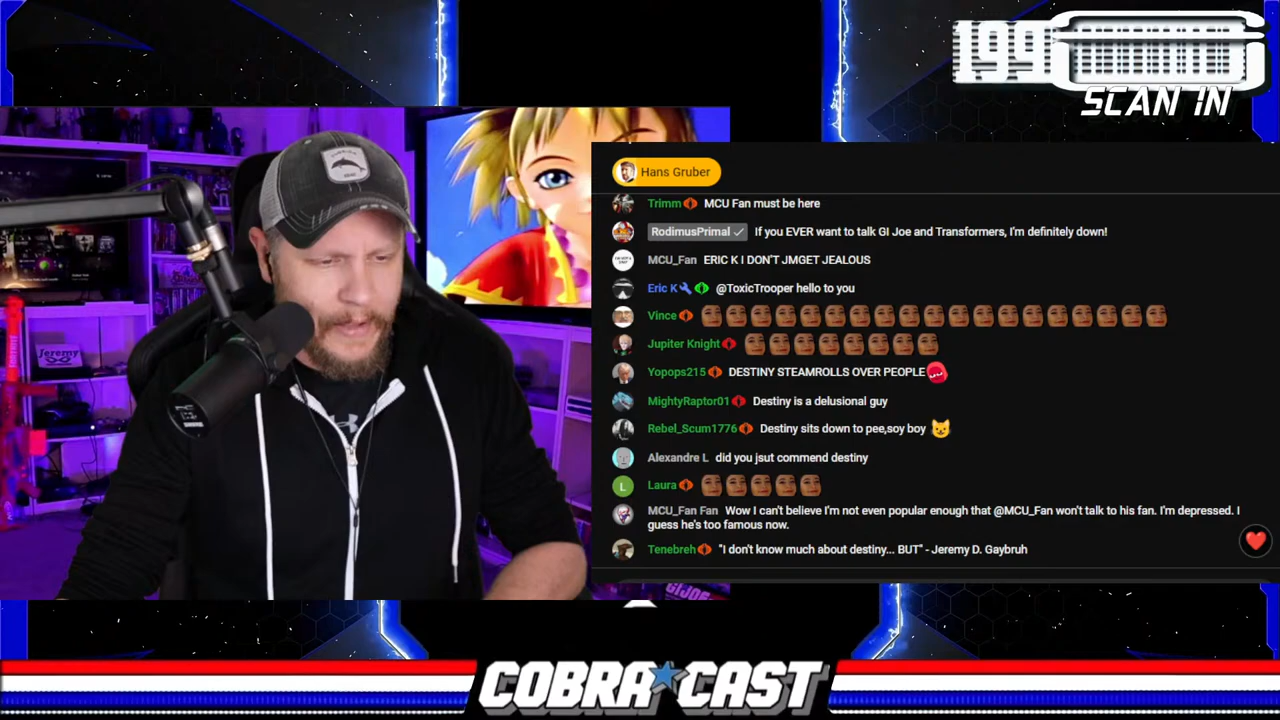 199
SCAN IN
Hans Gruber
Trimm MCU Fan must be here
RodimusPrimal If you EVER want to talk GI Joe and Transformers, I'm definitely down!
MCU_Fan ERIC K I DON'T JMGET JEALOUS
Eric K @ToxicTrooper hello to you
Vince
Jupiter Knight
Yopops215 DESTINY STEAMROLLS OVER PEOPLE
MightyRaptor01 Destiny is a delusional guy
Rebel_Scum1776 Destiny sits down to pee,soy boy
Alexandre L did you jsut commend destiny
L Laura
MCU_Fan Fan Wow I can't believe I'm not even popular enough that @MCU_Fan won't talk to his fan. I'm depressed. I
guess he's too famous now.
Tenebreh "I don't know much about destiny... BUT" - Jeremy D. Gaybruh
Jeremy
GIJOE
COBRA CAST